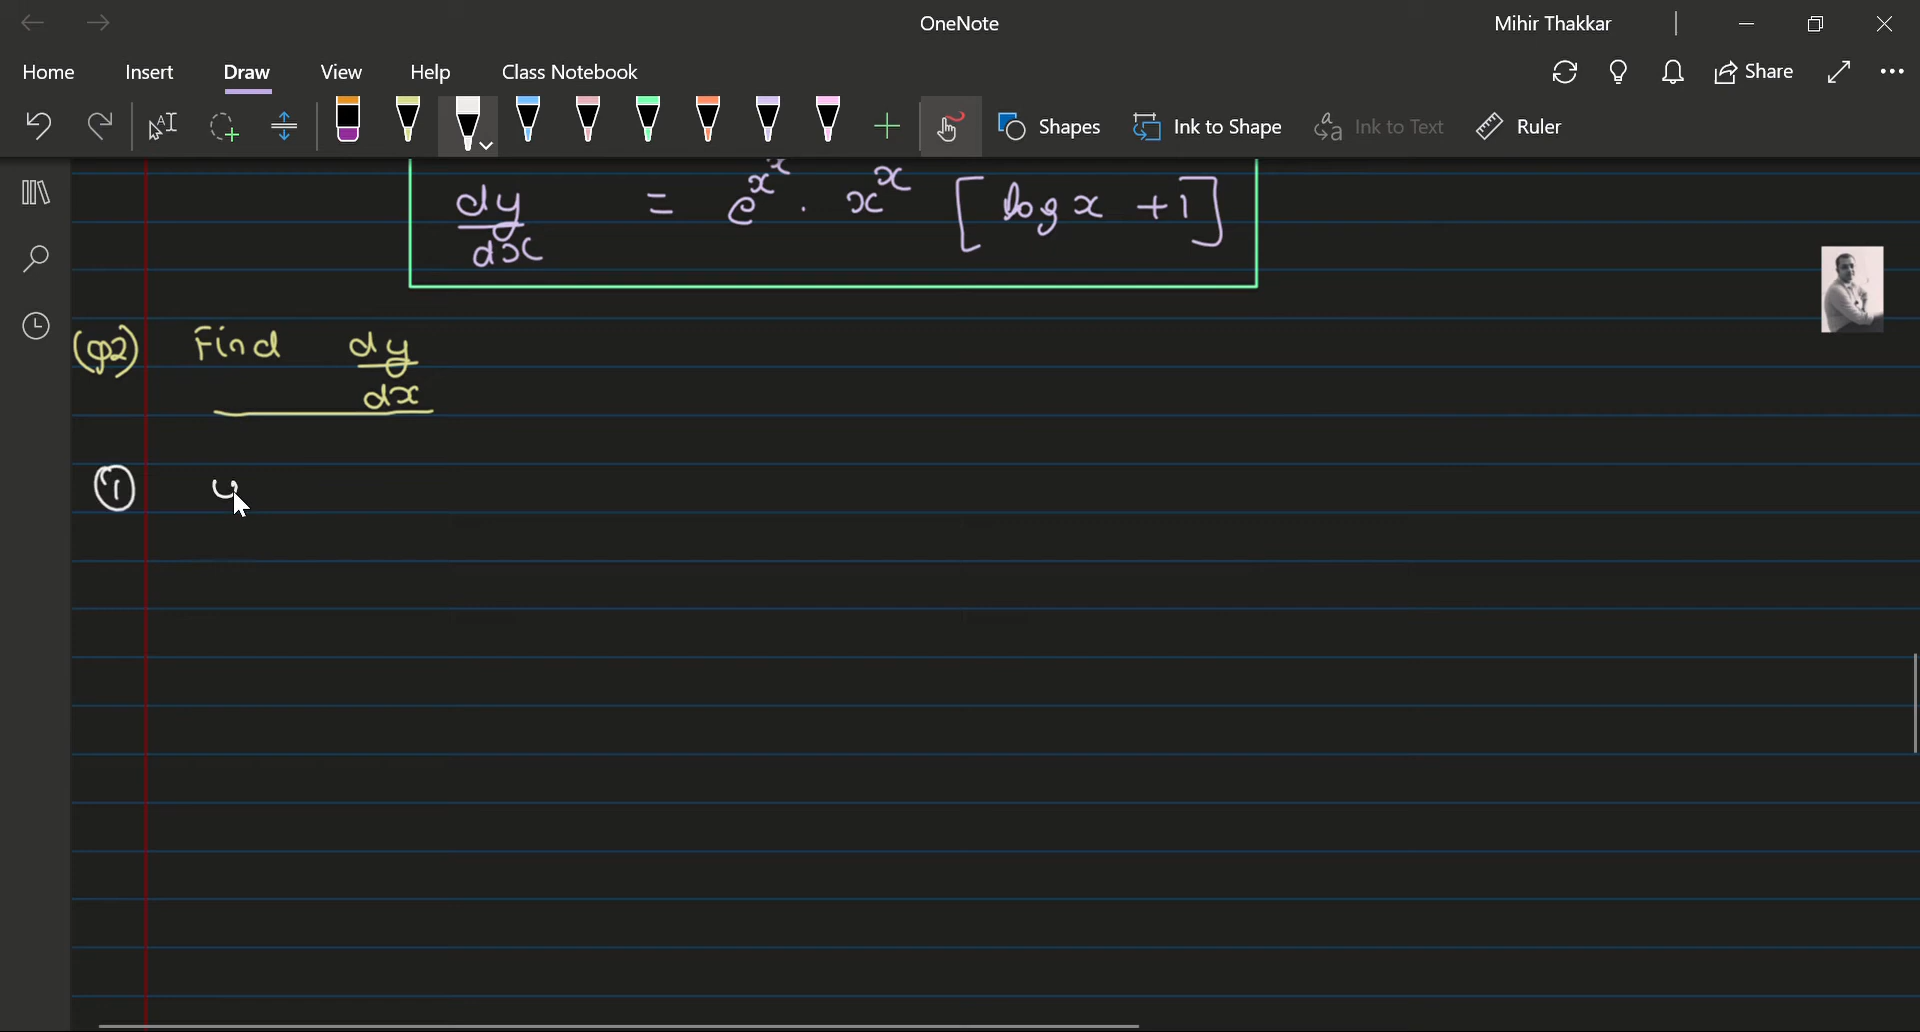 OneNote
Mihir Thakkar
Home Insert Draw View Help Class Notebook
Share
Shapes Ink to Shape Ink to Text Ruler
dy/dx = e^x^x . x^x [log x + 1]
(Q2) Find dy/dx
① y